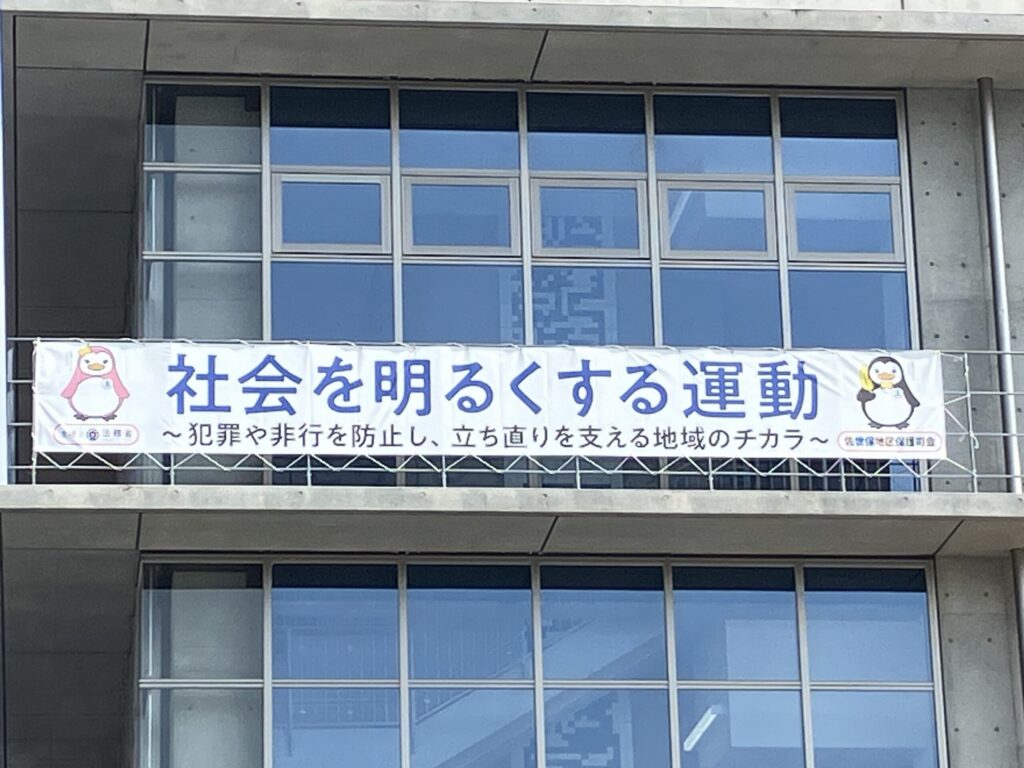 社会を明るくする運動
～犯罪や非行を防止し、立ち直りを支える地域のチカラ～
法務省
佐世保地区保護司会